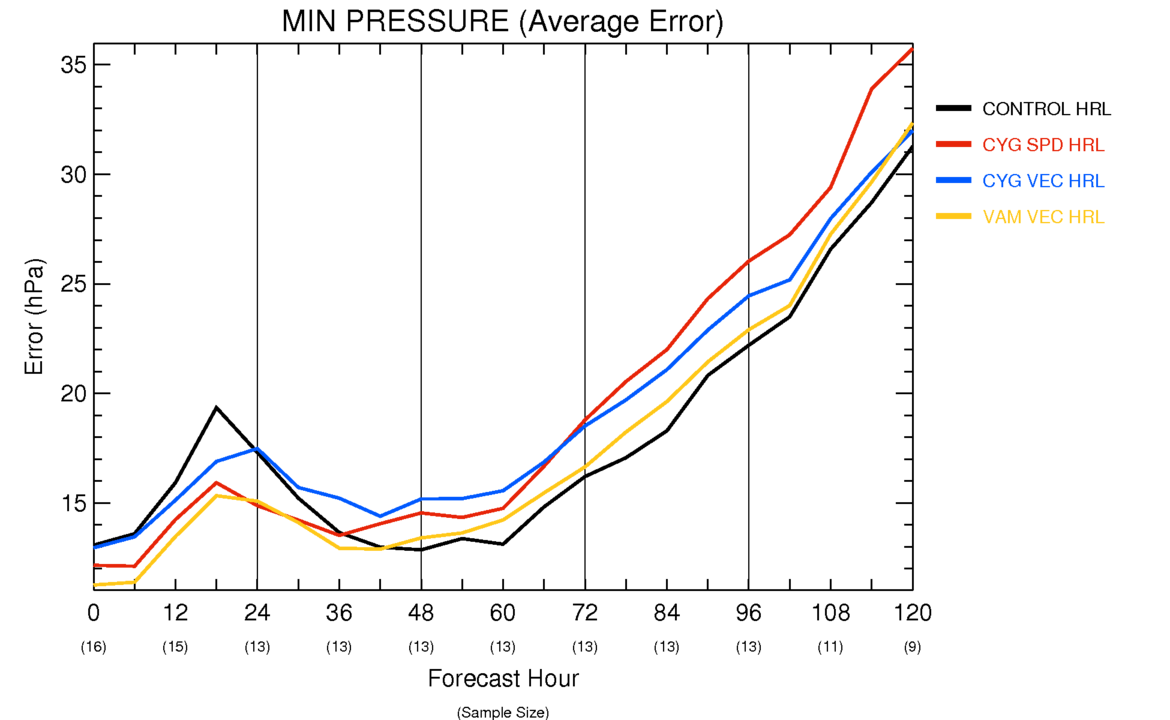 MIN PRESSURE (Average Error)
35
30
25
20
15
Error (hPa)
CONTROL HRL
CYG SPD HRL
CYG VEC HRL
VAM VEC HRL
0 12 24 36 48 60 72 84 96 108 120
(16) (15) (13) (13) (13) (13) (13) (13) (13) (11) (9)
Forecast Hour
(Sample Size)